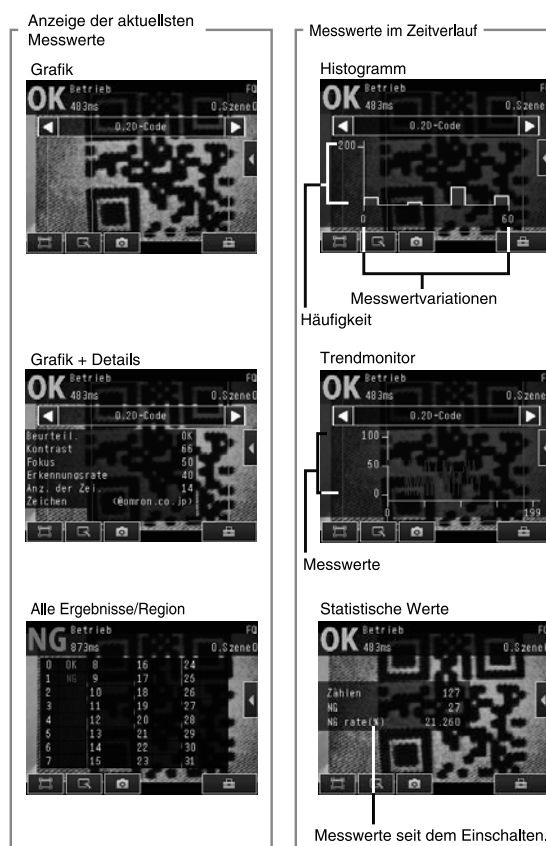 Anzeige der aktuellsten
Messwerte
Grafik
OK Betrieb FQ
483ms 0.Szene0
0.2D-Code
Grafik + Details
OK Betrieb FQ
483ms 0.Szene0
0.2D-Code
Beurteil. OK
Kontrast 66
Fokus 50
Erkennungsrate 40
Anz. der Zei. 14
Zeichen (@omron.co.jp)
Alle Ergebnisse/Region
NG Betrieb FQ
873ms 0.Szene0
0 OK 8 16 24
1 NG 9 17 25
2 10 18 26
3 11 19 27
4 12 20 28
5 13 21 29
6 14 22 30
7 15 23 31
Messwerte im Zeitverlauf
Histogramm
OK Betrieb F
483ms 0.Szene
0.2D-Code
200
0 60
Messwertvariationen
Häufigkeit
Trendmonitor
OK Betrieb F
483ms 0.Szene
0.2D-Code
100
50
0
0 199
Messwerte
Statistische Werte
OK Betrieb F
483ms 0.Szene
Zählen 127
NG 27
NG rate(%) 21.260
Messwerte seit dem Einschalten.